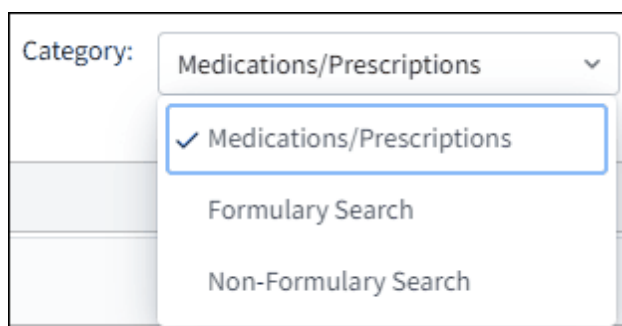 Category: Medications/Prescriptions
Medications/Prescriptions
Formulary Search
Non-Formulary Search